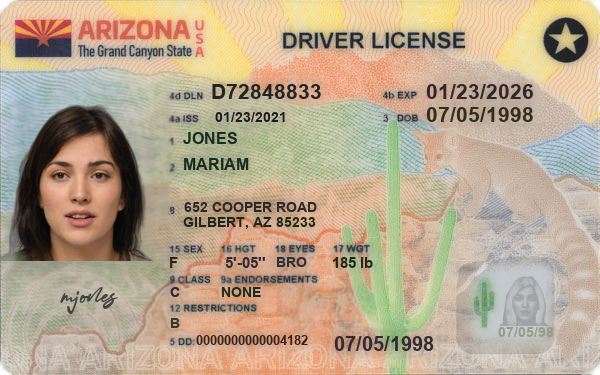 ARIZONA USA
The Grand Canyon State
DRIVER LICENSE
4d DLN D72848833 4b EXP 01/23/2026
4a ISS 01/23/2021 3 DOB 07/05/1998
1 JONES
2 MARIAM
8 652 COOPER ROAD
GILBERT, AZ 85233
15 SEX 16 HGT 18 EYES 17 WGT
F 5'-05" BRO 185 lb
9 CLASS 9a ENDORSEMENTS
C NONE
mjones
12 RESTRICTIONS
B
07/05/98
5 DD: 0000000000004182 07/05/1998
ONA ARIZONA ARIZONA ARIZONA ARIZONA